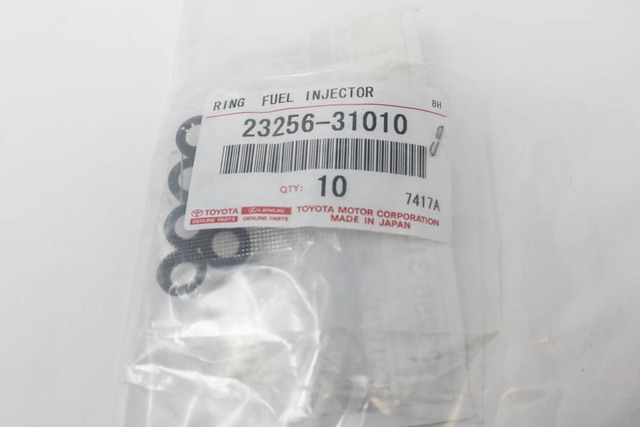 RING FUEL INJECTOR
BH
23256-31010
QTY: 10
7417A
TOYOTA
GENUINE PARTS
LEXUS
GENUINE PARTS
TOYOTA MOTOR CORPORATION
MADE IN JAPAN